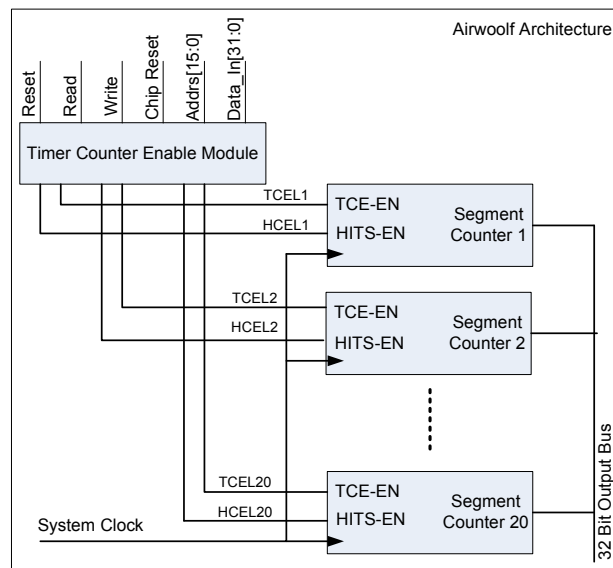 Airwoolf Architecture
Reset
Read
Write
Chip Reset
Addrs[15:0]
Data_In[31:0]
Timer Counter Enable Module
TCEL1
HCEL1
TCE-EN
HITS-EN
Segment
Counter 1
TCEL2
HCEL2
TCE-EN
HITS-EN
Segment
Counter 2
TCEL20
HCEL20
TCE-EN
HITS-EN
Segment
Counter 20
System Clock
32 Bit Output Bus